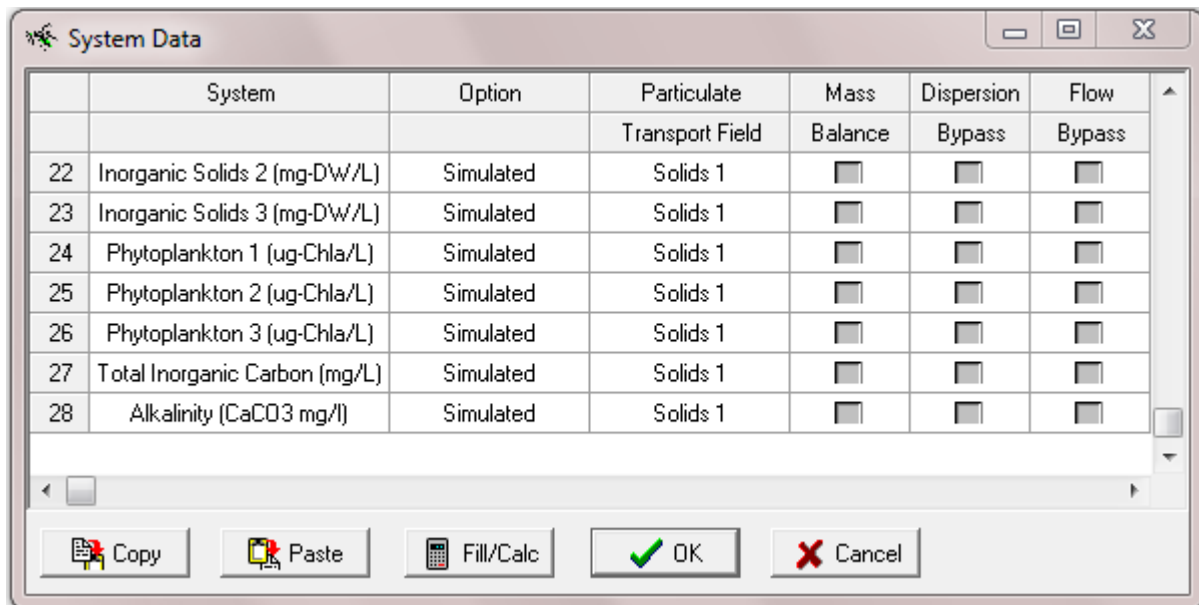 System Data
System Option Particulate Mass Dispersion Flow
Transport Field Balance Bypass Bypass
22 Inorganic Solids 2 (mg-DW/L) Simulated Solids 1
23 Inorganic Solids 3 (mg-DW/L) Simulated Solids 1
24 Phytoplankton 1 (ug-Chla/L) Simulated Solids 1
25 Phytoplankton 2 (ug-Chla/L) Simulated Solids 1
26 Phytoplankton 3 (ug-Chla/L) Simulated Solids 1
27 Total Inorganic Carbon (mg/L) Simulated Solids 1
28 Alkalinity (CaCO3 mg/l) Simulated Solids 1
Copy Paste Fill/Calc OK Cancel